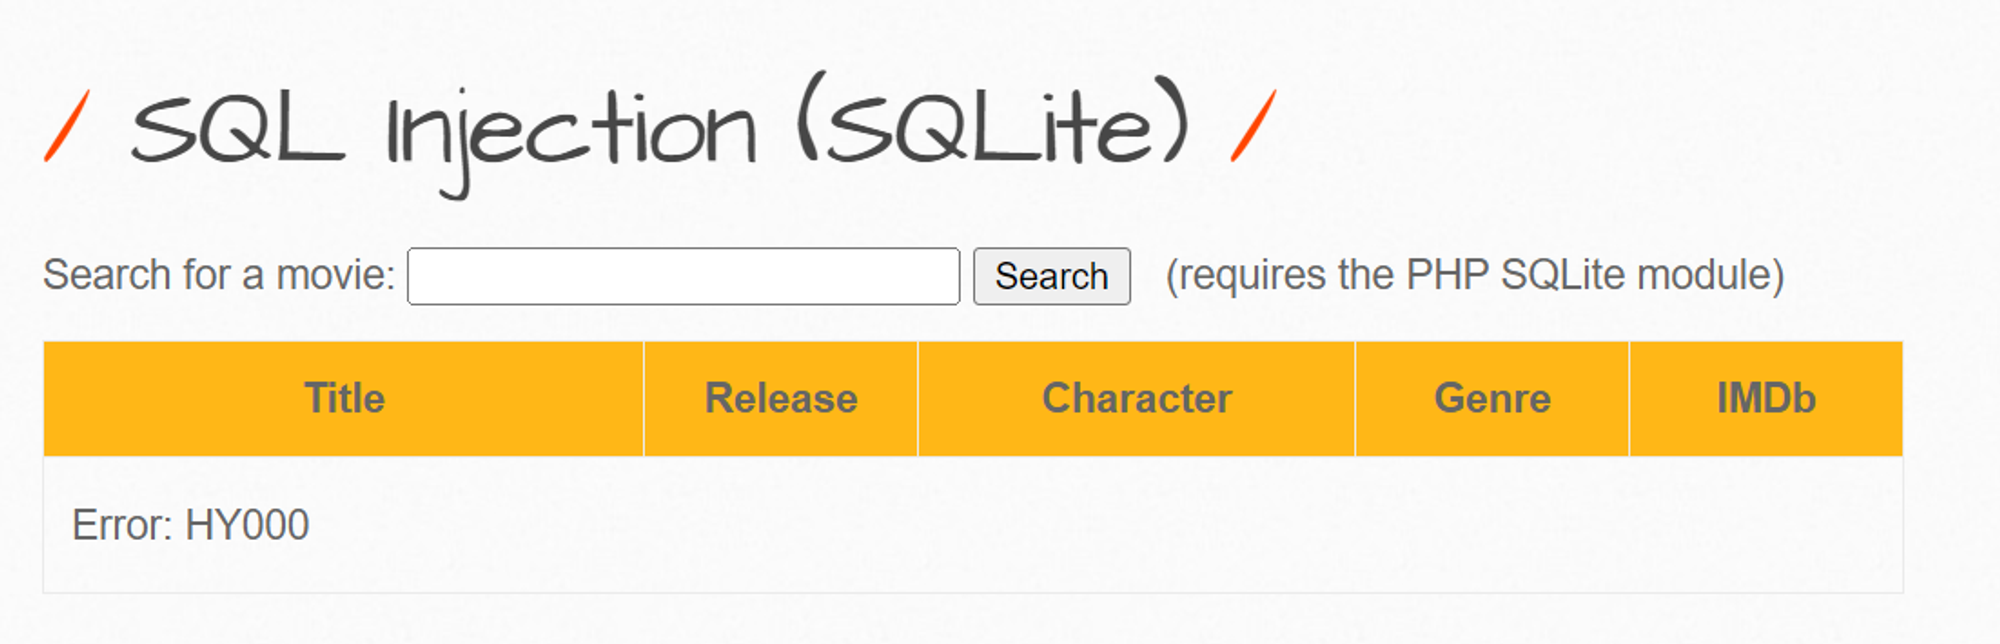 / SQL Injection (SQLite) /
Search for a movie: Search (requires the PHP SQLite module)
Title Release Character Genre IMDb
Error: HY000